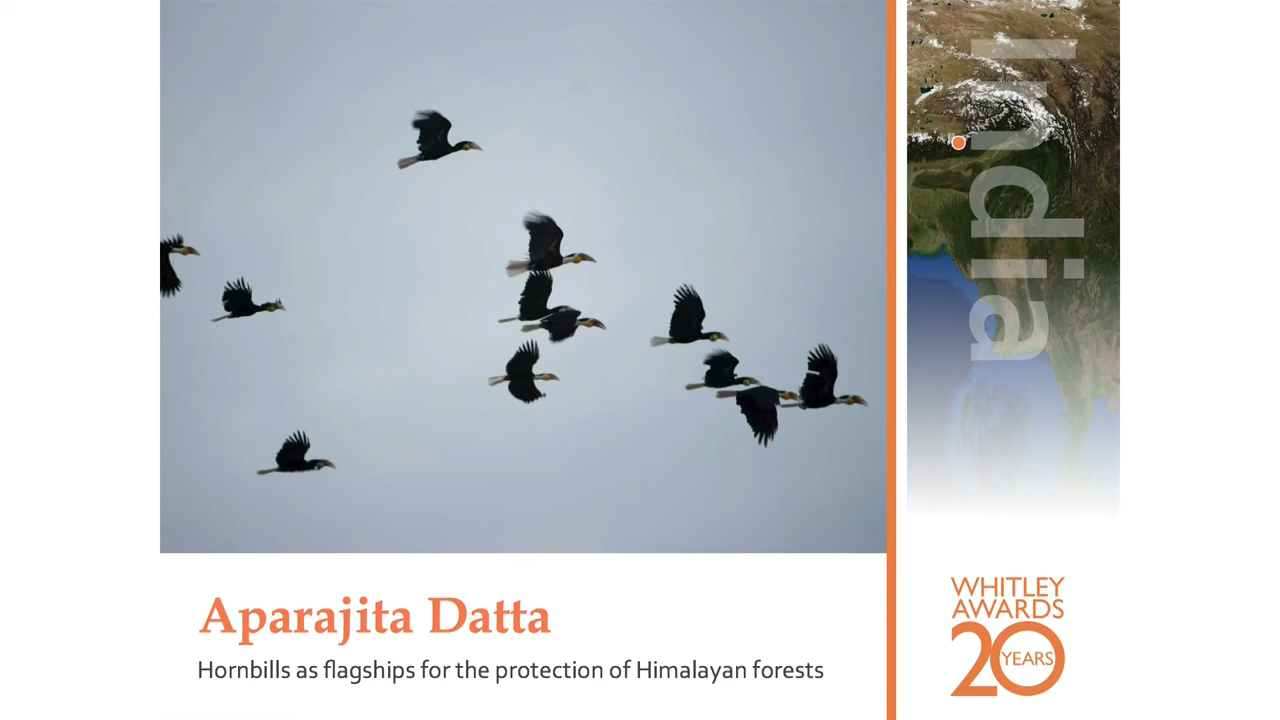 Aparajita Datta
Hornbills as flagships for the protection of Himalayan forests
India
WHITLEY
AWARDS
20
YEARS